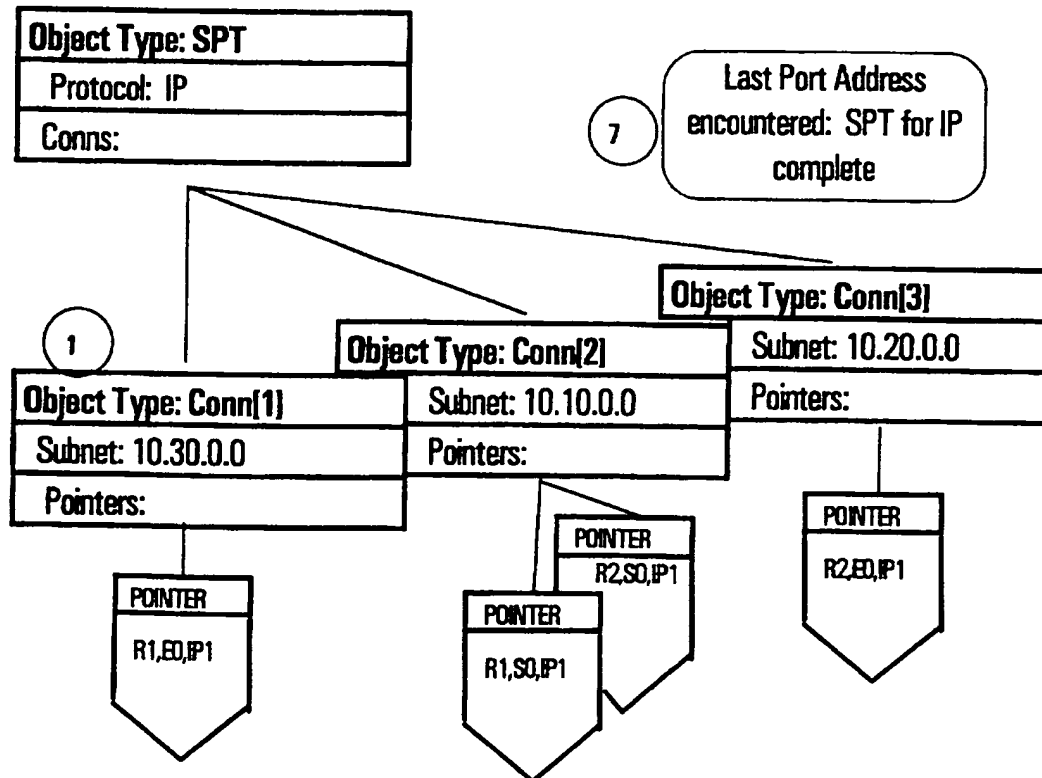 Object Type: SPT
Protocol: IP
Conns:
7
Last Port Address
encountered: SPT for IP
complete
1
Object Type: Conn[1]
Subnet: 10.30.0.0
Pointers:
Object Type: Conn[2]
Subnet: 10.10.0.0
Pointers:
Object Type: Conn[3]
Subnet: 10.20.0.0
Pointers:
POINTER
R1,E0,IP1
POINTER
R1,S0,IP1
POINTER
R2,S0,IP1
POINTER
R2,E0,IP1